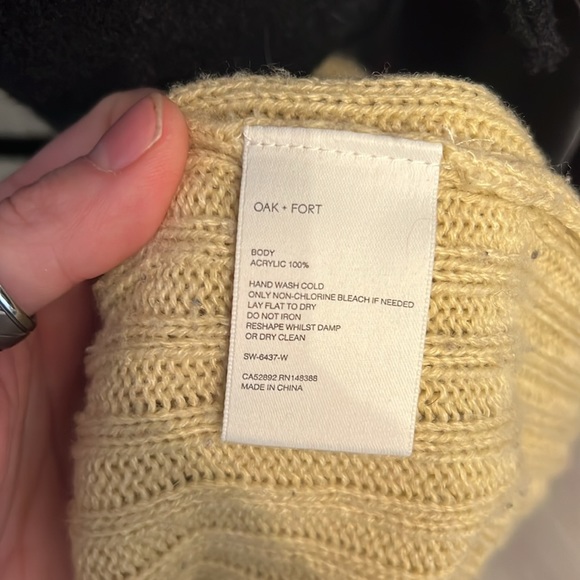 OAK + FORT
BODY
ACRYLIC 100%
HAND WASH COLD
ONLY NON-CHLORINE BLEACH IF NEEDED
LAY FLAT TO DRY
DO NOT IRON
RESHAPE WHILST DAMP
OR DRY CLEAN
SW-6437-W
CA52892 RN148388
MADE IN CHINA